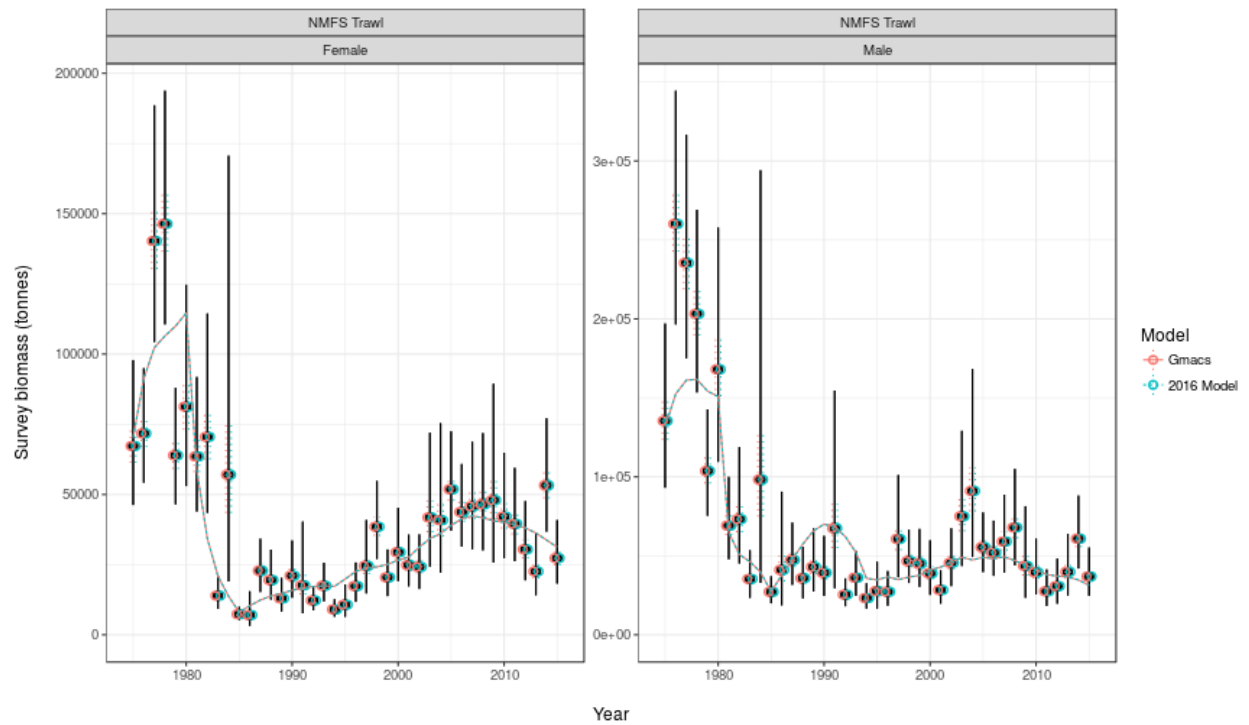 NMFS Trawl
Female
NMFS Trawl
Male
Survey biomass (tonnes)
200000
150000
100000
50000
0
3e+05
2e+05
1e+05
0e+00
1980 1990 2000 2010
1980 1990 2000 2010
Year
Model
Gmacs
2016 Model